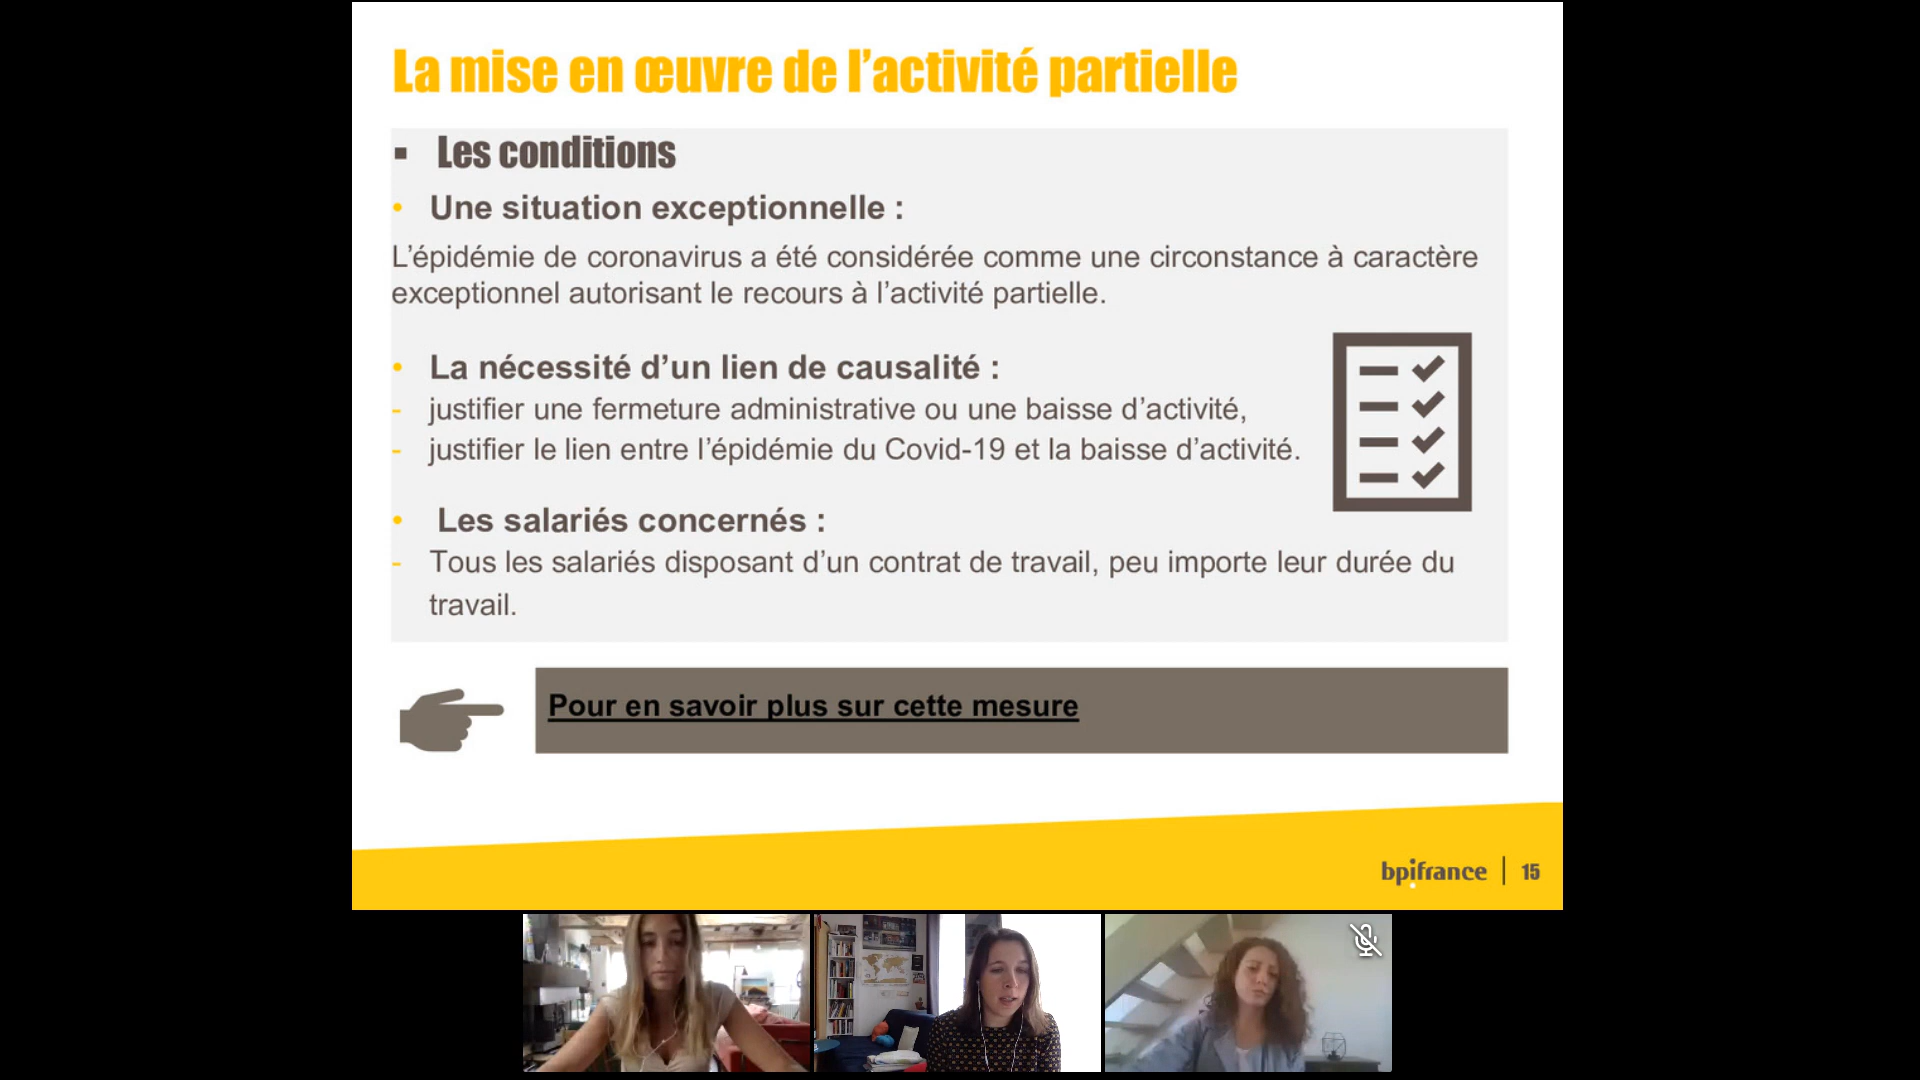 La mise en œuvre de l’activité partielle
▪ Les conditions
• Une situation exceptionnelle :
L’épidémie de coronavirus a été considérée comme une circonstance à caractère
exceptionnel autorisant le recours à l’activité partielle.
• La nécessité d’un lien de causalité :
- justifier une fermeture administrative ou une baisse d’activité,
- justifier le lien entre l’épidémie du Covid-19 et la baisse d’activité.
• Les salariés concernés :
- Tous les salariés disposant d’un contrat de travail, peu importe leur durée du
travail.
Pour en savoir plus sur cette mesure
bpifrance | 15